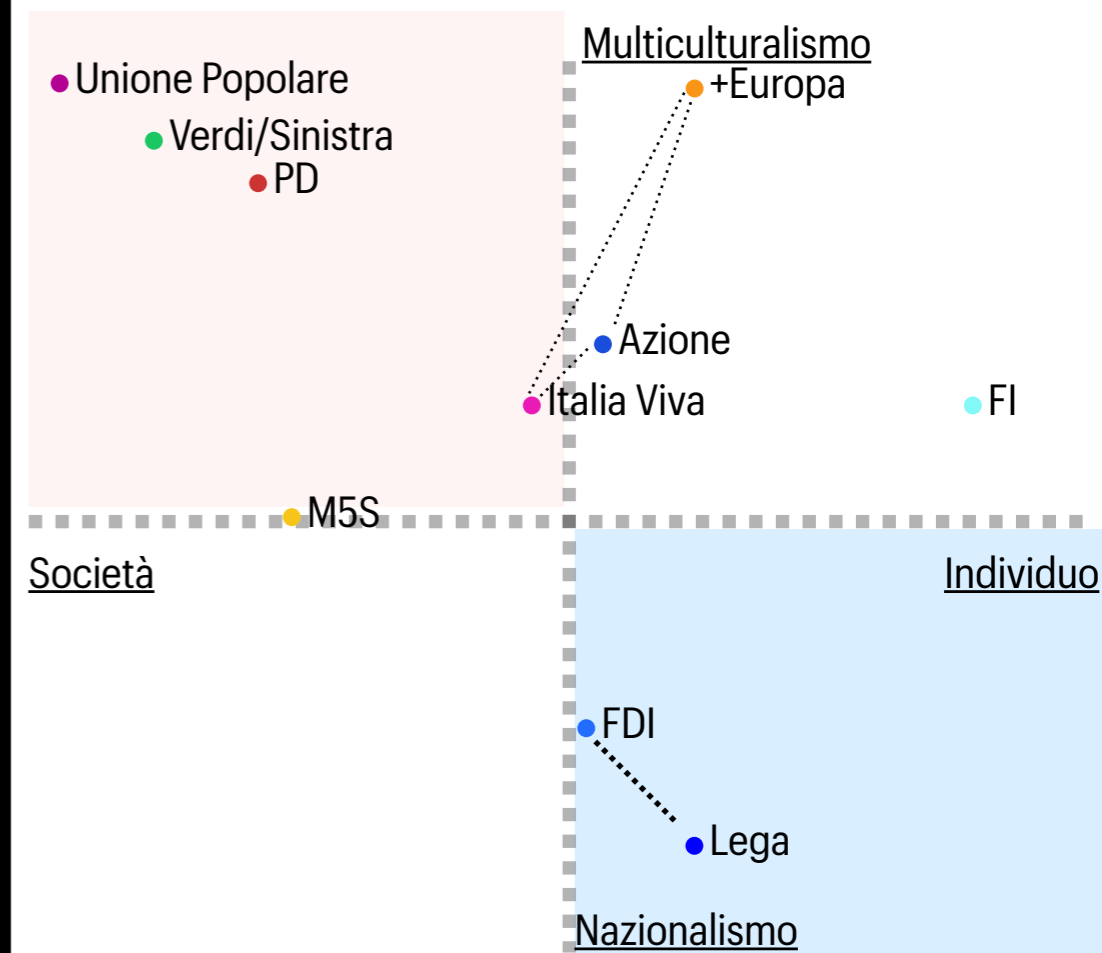 Multiculturalismo
Unione Popolare
+Europa
Verdi/Sinistra
PD
Azione
Italia Viva
FI
M5S
Società
Individuo
FDI
Lega
Nazionalismo